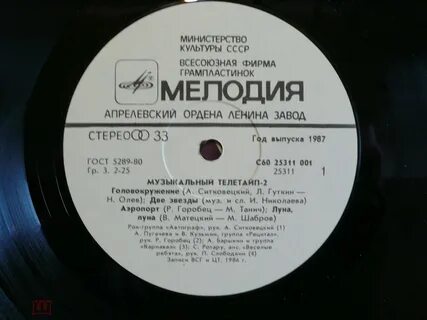 МИНИСТЕРСТВО
КУЛЬТУРЫ СССР
ВСЕСОЮЗНАЯ ФИРМА
ГРАМПЛАСТИНОК
МЕЛОДИЯ
АПРЕЛЕВСКИЙ ОРДЕНА ЛЕНИНА ЗАВОД
СТЕРЕО 33
Год выпуска 1987
ГОСТ 5289-80
Гр. 3. 2-25
С60 25311 001
25311
1
МУЗЫКАЛЬНЫЙ ТЕЛЕТАЙП-2
Головокружение (А. Ситковецкий, Л. Гуткин —
Н. Олев); Две звезды (муз. и сл. И. Николаева)
Аэропорт (Р. Горобец — М. Танич); Луна,
луна (В. Матецкий — М. Шабров)
Рок-группа «Автограф», рук. А. Ситковецкий (1)
А. Пугачева и В. Кузьмин, группа «Рецитал»,
рук. Р. Горобец (2); А. Барыкин и группа
«Карнавал» (3); С. Ротару, анс. «Веселые
ребята», рук. П. Слободкин (4)
Записи ВСГ и ЦТ, 1986 г.